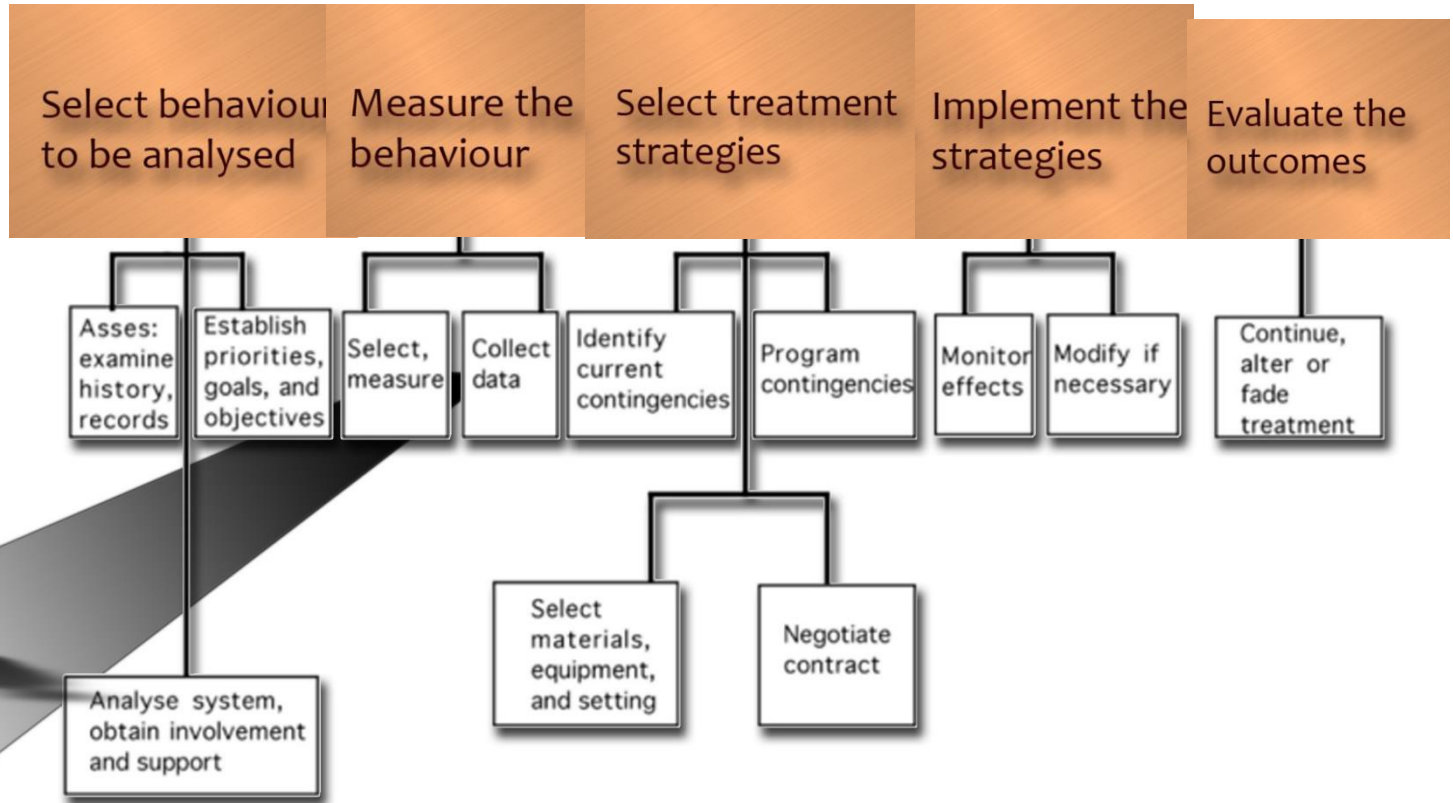 Select behaviour
to be analysed
Measure the
behaviour
Select treatment
strategies
Implement the
strategies
Evaluate the
outcomes
Asses:
examine
history,
records
Establish
priorities,
goals, and
objectives
Select,
measure
Collect
data
Identify
current
contingencies
Program
contingencies
Monitor
effects
Modify if
necessary
Continue,
alter or
fade
treatment
Select
materials,
equipment,
and setting
Negotiate
contract
Analyse system,
obtain involvement
and support